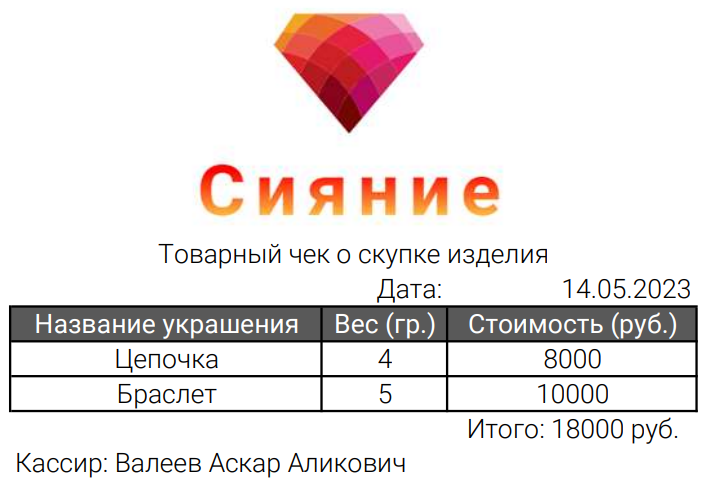 Сияние
Товарный чек о скупке изделия
Дата: 14.05.2023
Название украшения Вес (гр.) Стоимость (руб.)
Цепочка 4 8000
Браслет 5 10000
Итого: 18000 руб.
Кассир: Валеев Аскар Аликович